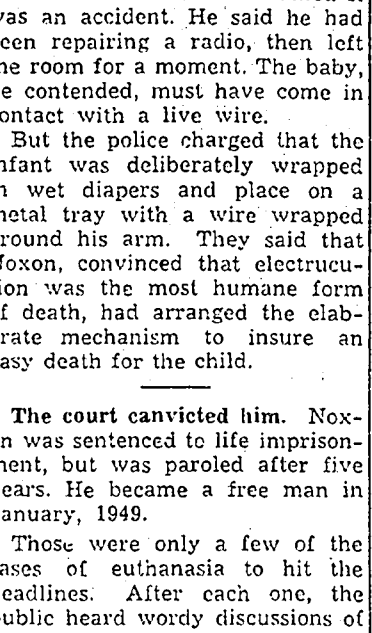 was an accident. He said he had
een repairing a radio, then left
he room for a moment. The baby,
e contended, must have come in
ontact with a live wire.
But the police charged that the
nfant was deliberately wrapped
n wet diapers and place on a
netal tray with a wire wrapped
round his arm. They said that
Noxon, convinced that electrucu-
ion was the most humane form
f death, had arranged the elab-
rate mechanism to insure an
asy death for the child.
The court canvicted him. Nox-
n was sentenced to life imprison-
nent, but was paroled after five
ears. He became a free man in
anuary, 1949.
Those were only a few of the
ases of euthanasia to hit the
eadlines. After each one, the
public heard wordy discussions of